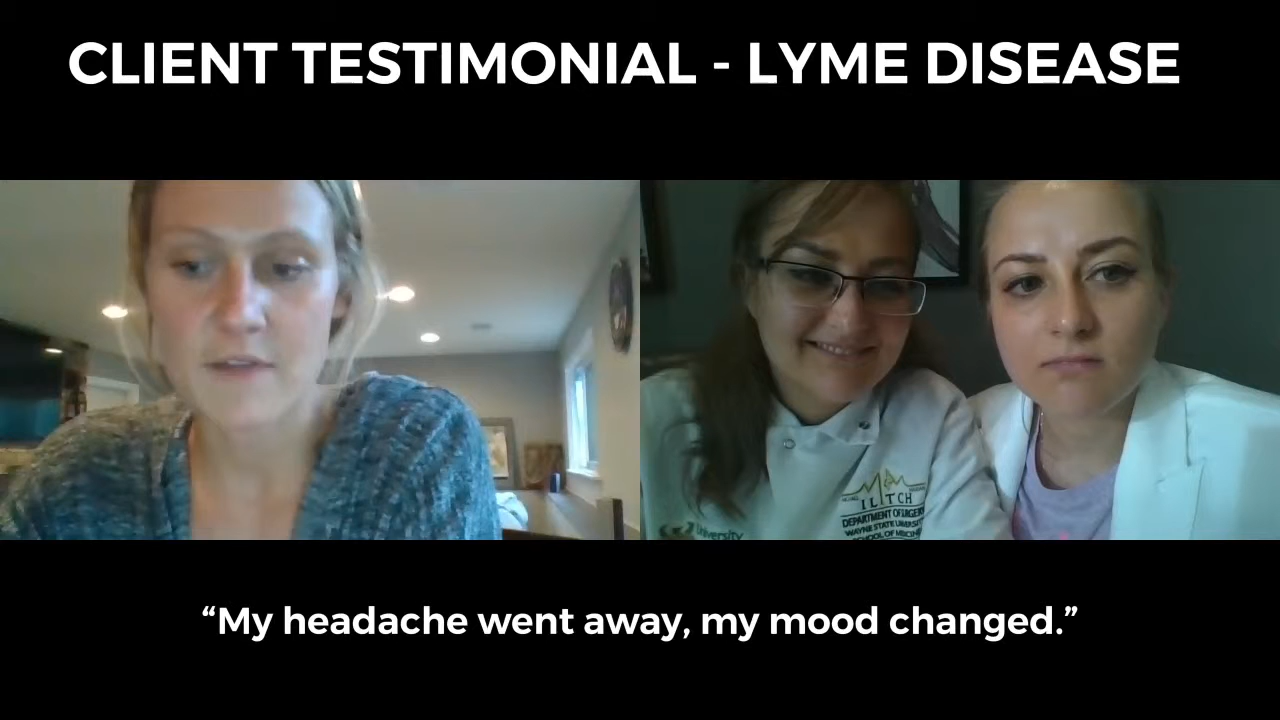 CLIENT TESTIMONIAL - LYME DISEASE
ILITCH
DEPARTMENT OF SURGERY
WAYNE STATE UNIVERSITY
SCHOOL OF MEDICINE
University
“My headache went away, my mood changed.”